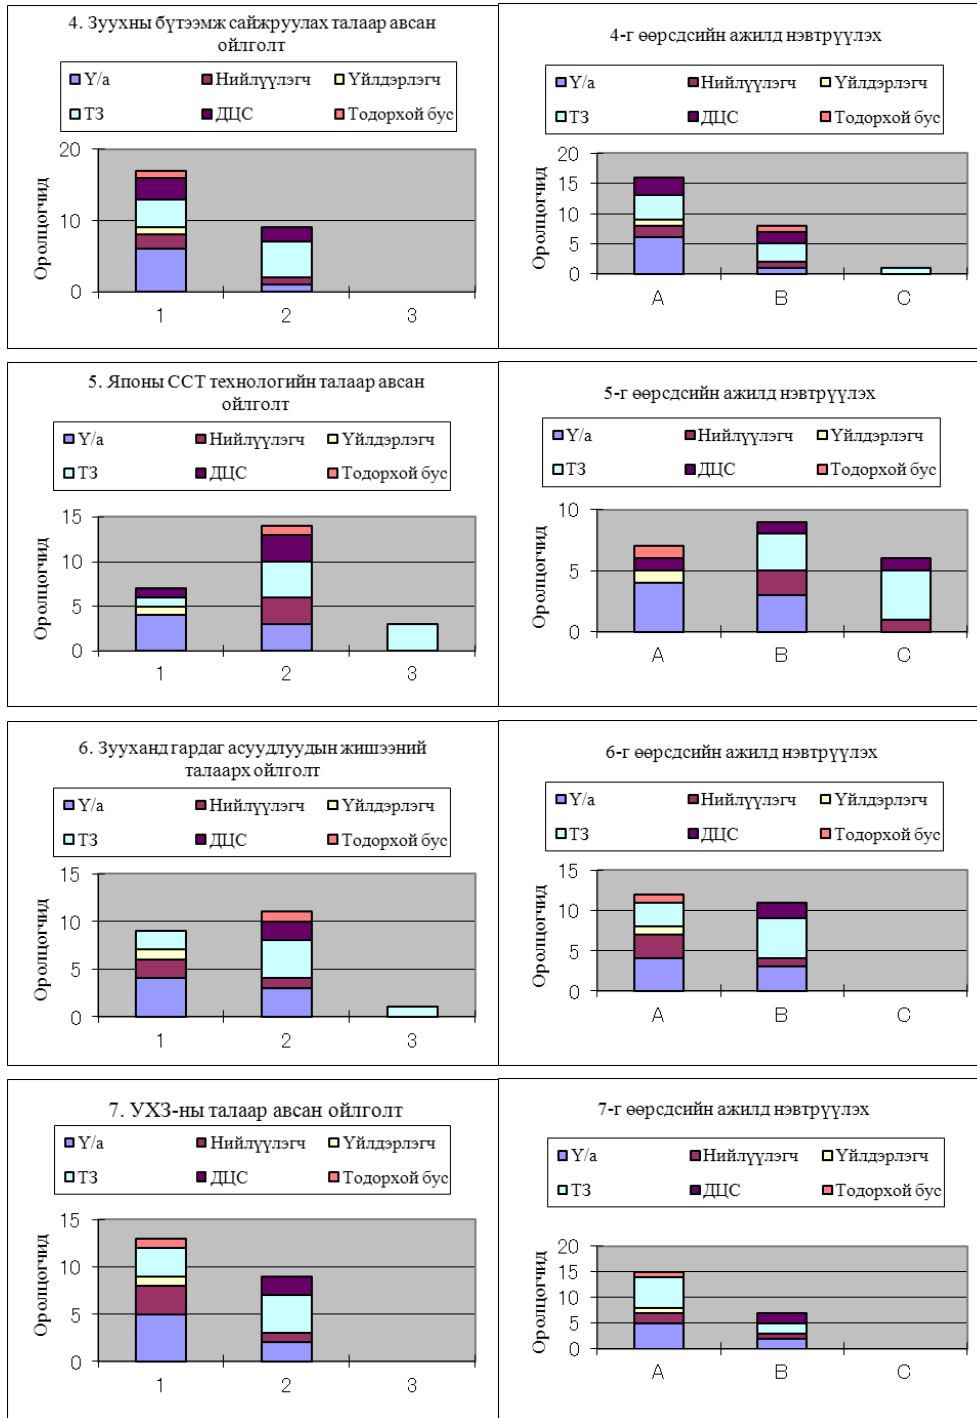 4. Зуухны бүтээмж сайжруулах талаар авсан
ойлголт
У/а Нийлүүлэгч Үйлдэрлэгч
ТЗ ДЦС Тодорхой бус
Оролцогчид
20
10
0
1 2 3
4-г өөрсдсийн ажилд нэвтрүүлэх
У/а Нийлүүлэгч Үйлдэрлэгч
ТЗ ДЦС Тодорхой бус
Оролцогчид
20
15
10
5
0
A B C
5. Японы ССТ технологийн талаар авсан
ойлголт
У/а Нийлүүлэгч Үйлдэрлэгч
ТЗ ДЦС Тодорхой бус
Оролцогчид
15
10
5
0
1 2 3
5-г өөрсдсийн ажилд нэвтрүүлэх
У/а Нийлүүлэгч Үйлдэрлэгч
ТЗ ДЦС Тодорхой бус
Оролцогчид
10
5
0
A B C
6. Зууханд гардаг асуудлуудын жишээний
талаарх ойлголт
У/а Нийлүүлэгч Үйлдэрлэгч
ТЗ ДЦС Тодорхой бус
Оролцогчид
15
10
5
0
1 2 3
6-г өөрсдсийн ажилд нэвтрүүлэх
У/а Нийлүүлэгч Үйлдэрлэгч
ТЗ ДЦС Тодорхой бус
Оролцогчид
15
10
5
0
A B C
7. УХЗ-ны талаар авсан ойлголт
У/а Нийлүүлэгч Үйлдэрлэгч
ТЗ ДЦС Тодорхой бус
Оролцогчид
15
10
5
0
1 2 3
7-г өөрсдсийн ажилд нэвтрүүлэх
У/а Нийлүүлэгч Үйлдэрлэгч
ТЗ ДЦС Тодорхой бус
Оролцогчид
20
15
10
5
0
A B C